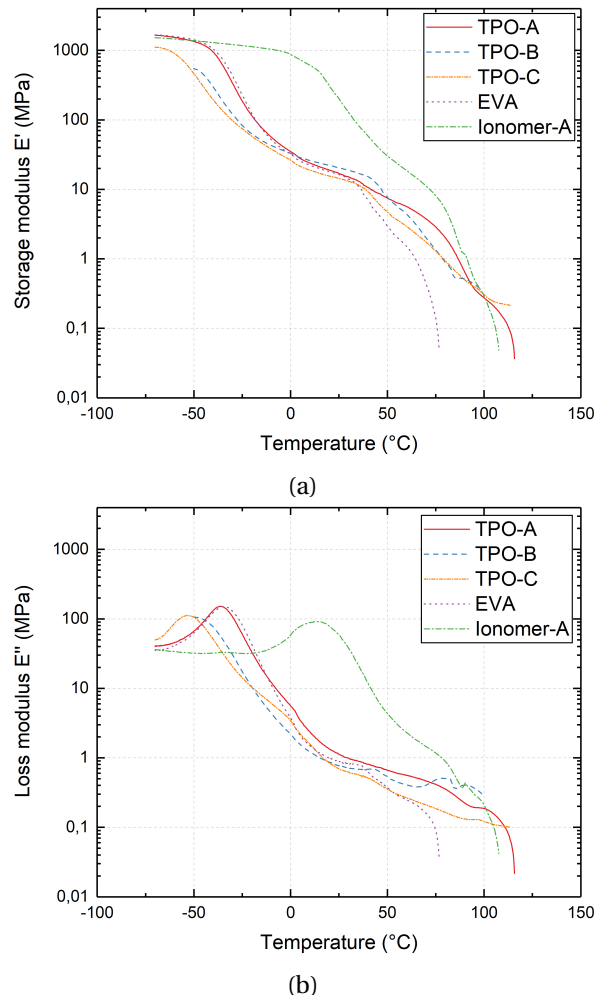 TPO-A
TPO-B
TPO-C
EVA
Ionomer-A
1000
100
10
1
0,1
0,01
Storage modulus E' (MPa)
-100 -50 0 50 100 150
Temperature (°C)
(a)
TPO-A
TPO-B
TPO-C
EVA
Ionomer-A
1000
100
10
1
0,1
0,01
Loss modulus E" (MPa)
-100 -50 0 50 100 150
Temperature (°C)
(b)